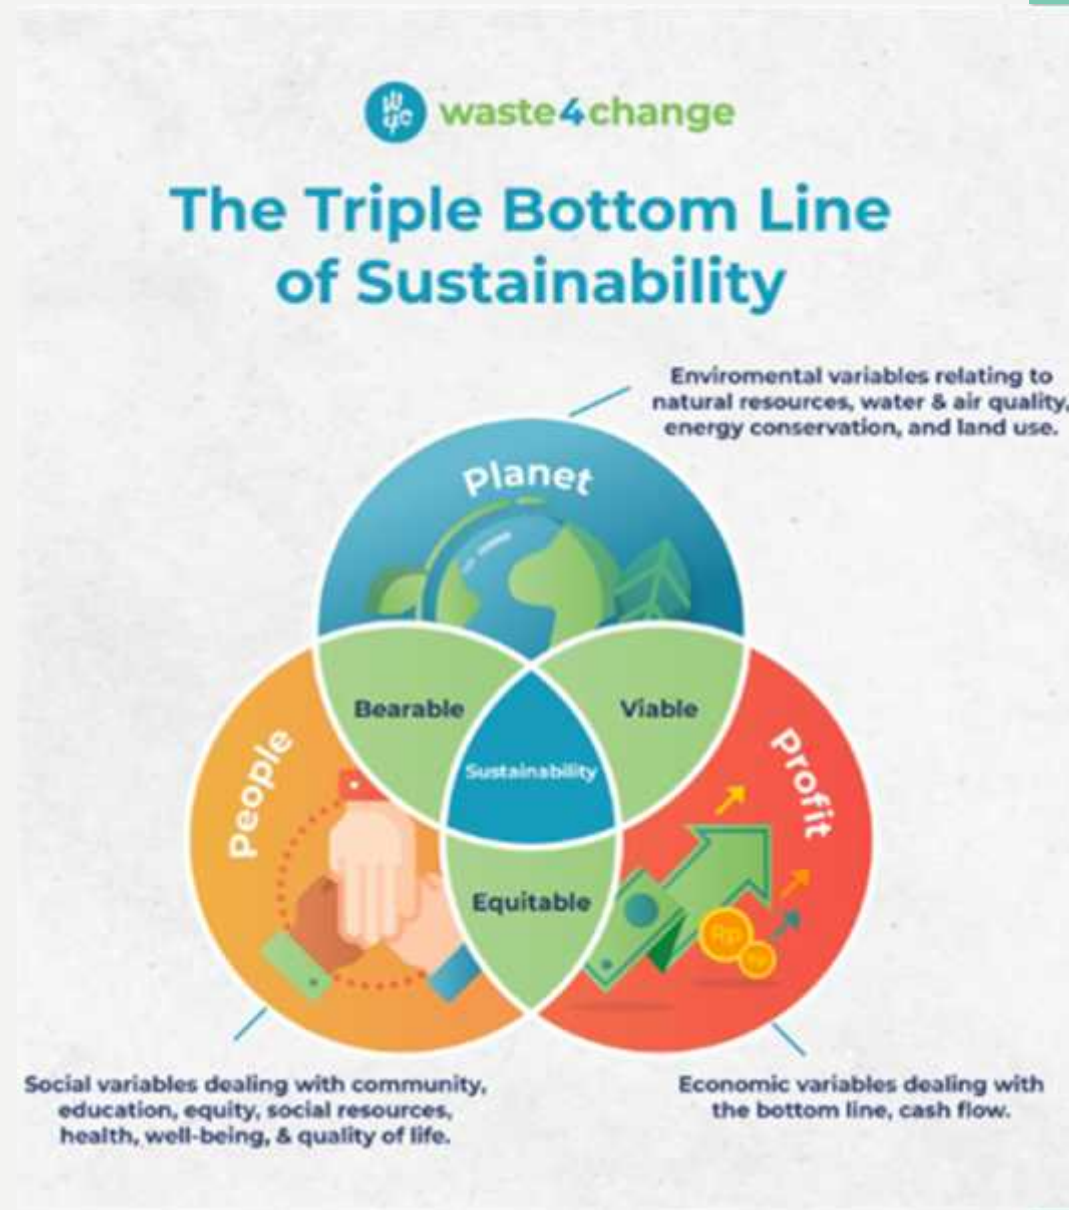 waste4change
The Triple Bottom Line
of Sustainability
Enviromental variables relating to
natural resources, water & air quality,
energy conservation, and land use.
Planet
Bearable
Viable
People
Sustainability
Profit
Equitable
Rp
Social variables dealing with community,
education, equity, social resources,
health, well-being, & quality of life.
Economic variables dealing with
the bottom line, cash flow.